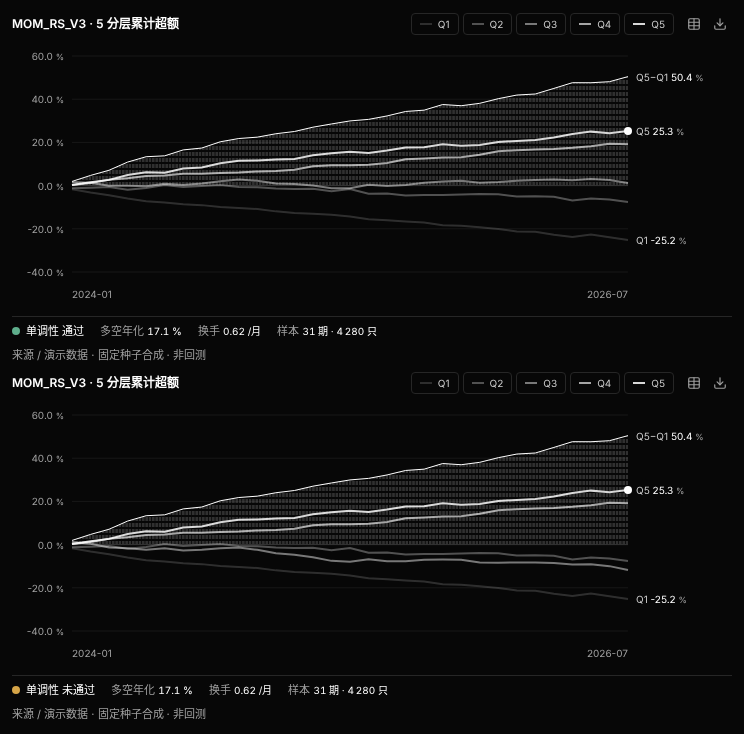 MOM_RS_V3 · 5 分层累计超额 Q1 Q2 Q3 Q4 Q5
60.0 %
Q5−Q1 50.4 %
40.0 %
Q5 25.3 %
20.0 %
0.0 %
-20.0 %
Q1 -25.2 %
-40.0 %
2024-01 2026-07
单调性 通过 多空年化 17.1 % 换手 0.62 /月 样本 31 期 · 4 280 只
来源 / 演示数据 · 固定种子合成 · 非回测
MOM_RS_V3 · 5 分层累计超额 Q1 Q2 Q3 Q4 Q5
60.0 %
Q5−Q1 50.4 %
40.0 %
Q5 25.3 %
20.0 %
0.0 %
-20.0 %
Q1 -25.2 %
-40.0 %
2024-01 2026-07
单调性 未通过 多空年化 17.1 % 换手 0.62 /月 样本 31 期 · 4 280 只
来源 / 演示数据 · 固定种子合成 · 非回测